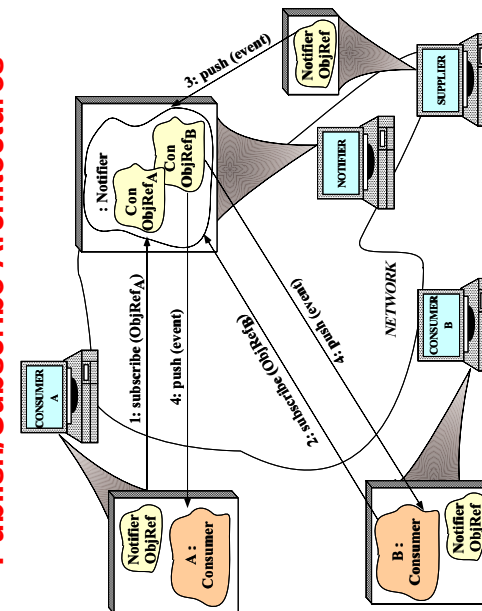 Publish/Subscribe Architectures
CONSUMER
A
Notifier
ObjRef
A :
Consumer
1: subscribe (ObjRefA)
4: push (event)
: Notifier
Con
ObjRefA
Con
ObjRefB
3: push (event)
Notifier
ObjRef
2: subscribe (ObjRefB)
4: push (event)
NOTIFIER
SUPPLIER
NETWORK
B :
Consumer
Notifier
ObjRef
CONSUMER
B